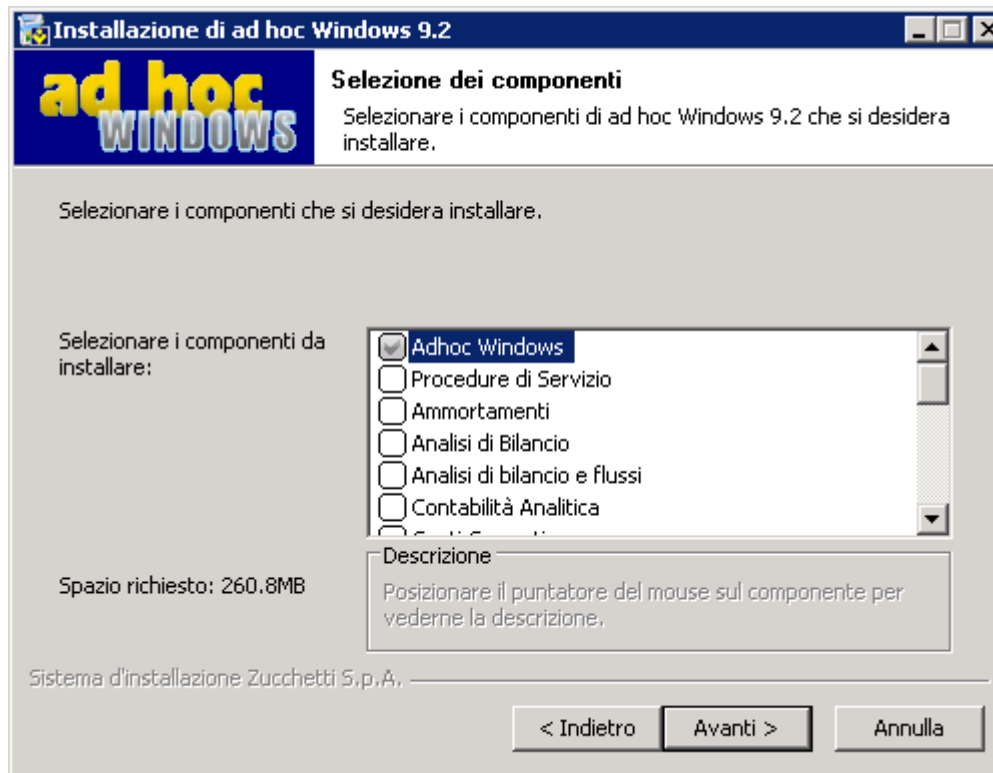 Installazione di ad hoc Windows 9.2
ad hoc
WINDOWS
Selezione dei componenti
Selezionare i componenti di ad hoc Windows 9.2 che si desidera
installare.
Selezionare i componenti che si desidera installare.
Selezionare i componenti da
installare:
Adhoc Windows
Procedure di Servizio
Ammortamenti
Analisi di Bilancio
Analisi di bilancio e flussi
Contabilità Analitica
Spazio richiesto: 260.8MB
Descrizione
Posizionare il puntatore del mouse sul componente per
vederne la descrizione.
Sistema d'installazione Zucchetti S.p.A.
< Indietro
Avanti >
Annulla